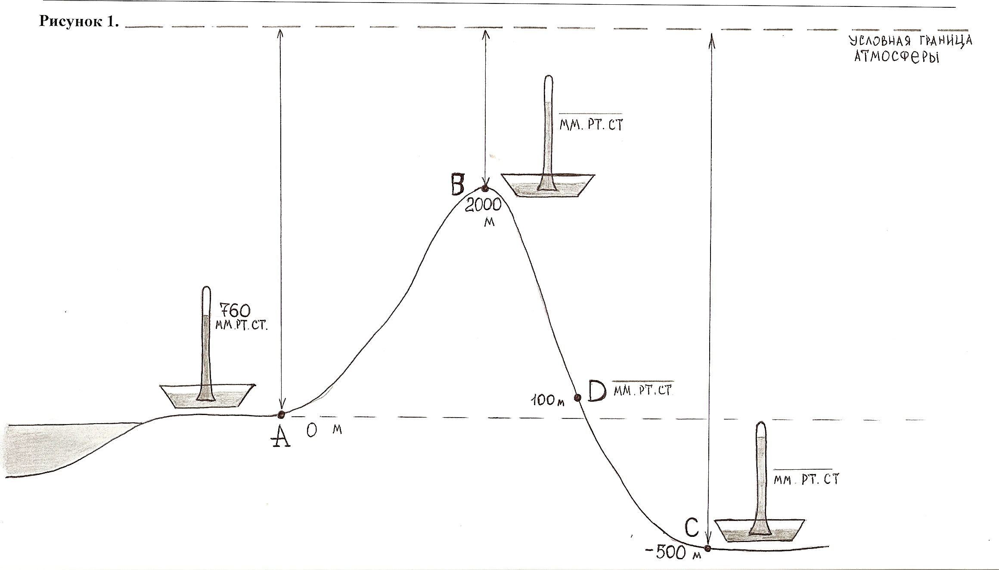 Рисунок 1.
УСЛОВНАЯ ГРАНИЦА
АТМОСФЕРЫ
ММ. РТ. СТ
В
2000
М
760
ММ.РТ.СТ.
D
ММ. РТ. СТ
100 м
А
0 м
ММ. РТ. СТ
С
-500 м